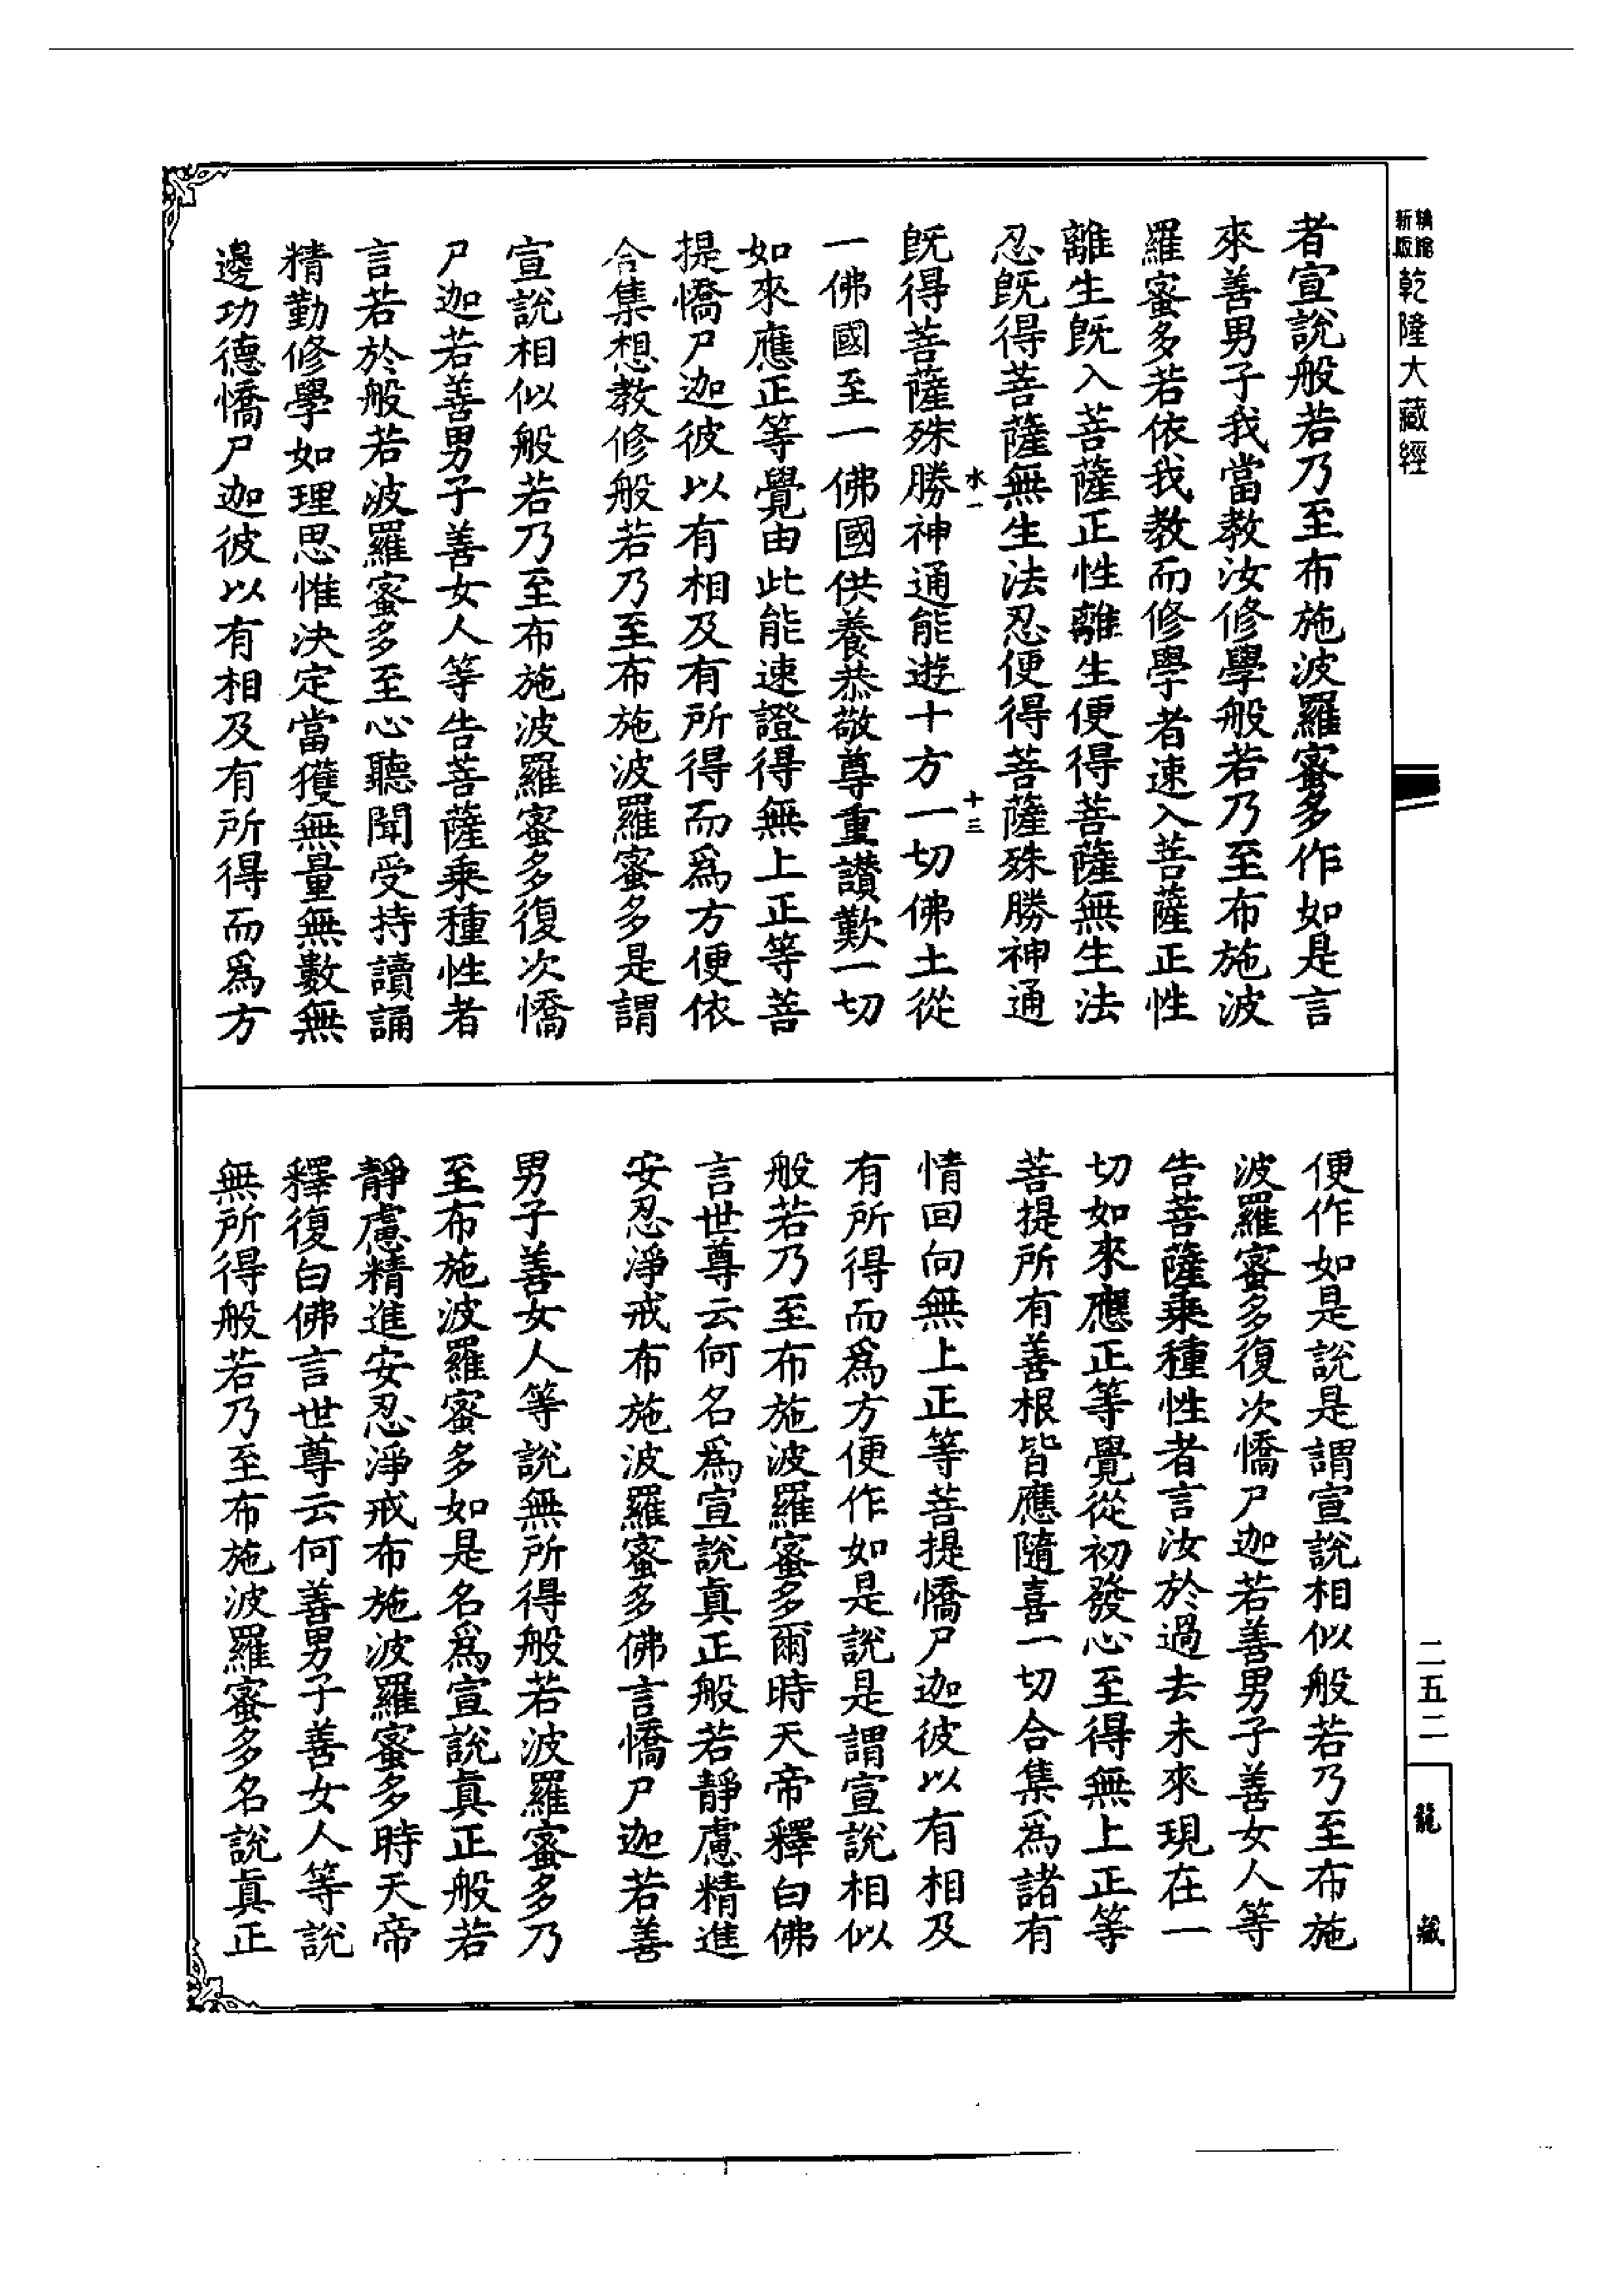 乾隆大藏經
者宣說般若乃至布施波羅蜜多作如是言
來善男子我當教汝修學般若乃至布施波
羅蜜多若依我教而修學者速入菩薩正性
離生既入菩薩正性離生便得菩薩無生法
忍既得菩薩無生法忍便得菩薩殊勝神通
水一
十三
既得菩薩殊勝神通能遊十方一切佛土從
一佛國至一佛國供養恭敬尊重讚歎一切
如來應正等覺由此能速證得無上正等菩
提憍尸迦彼以有相及有所得而爲方便依
合集想教修般若乃至布施波羅蜜多是謂
宣說相似般若乃至布施波羅蜜多復次憍
尸迦若善男子善女人等告菩薩乘種性者
言若於般若波羅蜜多至心聽聞受持讀誦
精勤修學如理思惟決定當獲無量無數無
邊功德憍尸迦彼以有相及有所得而爲方
便作如是說是謂宣說相似般若乃至布施
波羅蜜多復次憍尸迦若善男子善女人等
告菩薩乘種性者言汝於過去未來現在一
切如來應正等覺從初發心至得無上正等
菩提所有善根皆應隨喜一切合集爲諸有
情回向無上正等菩提憍尸迦彼以有相及
有所得而爲方便作如是說是謂宣說相似
般若乃至布施波羅蜜多爾時天帝釋白佛
言世尊云何名爲宣說真正般若靜慮精進
安忍淨戒布施波羅蜜多佛言憍尸迦若善
男子善女人等說無所得般若波羅蜜多乃
至布施波羅蜜多如是名爲宣說真正般若
靜慮精進安忍淨戒布施波羅蜜多時天帝
釋復白佛言世尊云何善男子善女人等說
無所得般若乃至布施波羅蜜多名說真正
二五二
龍藏